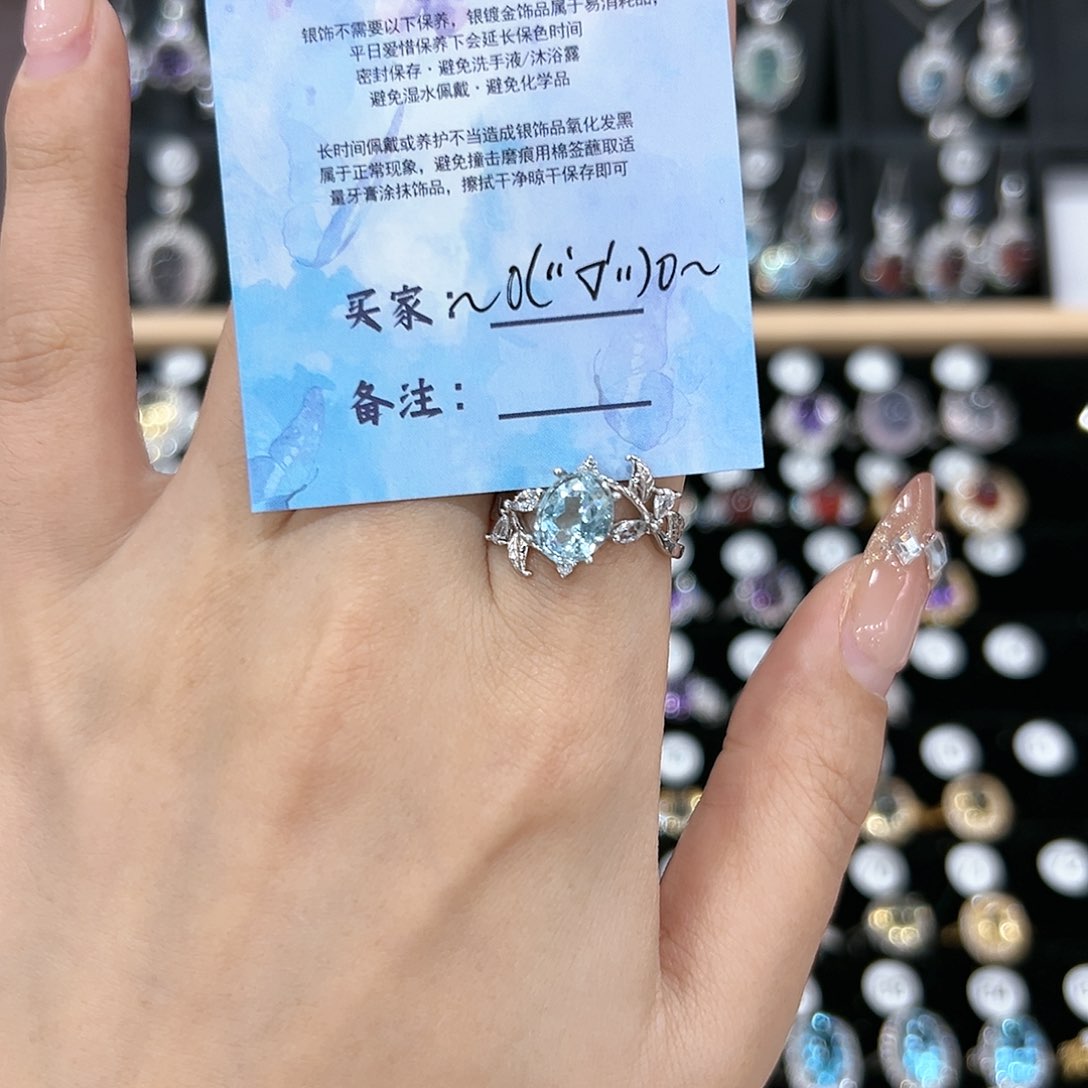 银饰不需要以下保养，银镀金饰品属于易消耗品，
平日爱惜保养下会延长保色时间
密封保存·避免洗手液/沐浴露
避免湿水佩戴·避免化学品
长时间佩戴或养护不当造成银饰品氧化发黑
属于正常现象，避免撞击磨痕用棉签蘸取适
量牙膏涂抹饰品，擦拭干净晾干保存即可
买家：~o("∇")o~
备注：